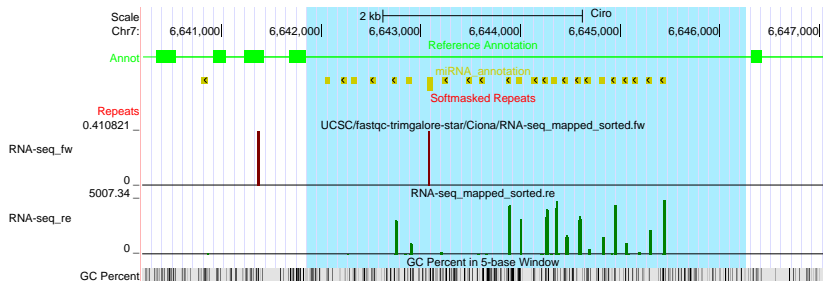 Scale 2 kb Ciro
Chr7: 6,641,000 6,642,000 6,643,000 6,644,000 6,645,000 6,646,000 6,647,000
Reference Annotation
Annot
miRNA_annotation
Softmasked Repeats
Repeats
0.410821 _ UCSC/fastqc-trimgalore-star/Ciona/RNA-seq_mapped_sorted.fw
RNA-seq_fw
0 _
5007.34 _ RNA-seq_mapped_sorted.re
RNA-seq_re
0 _
GC Percent in 5-base Window
GC Percent